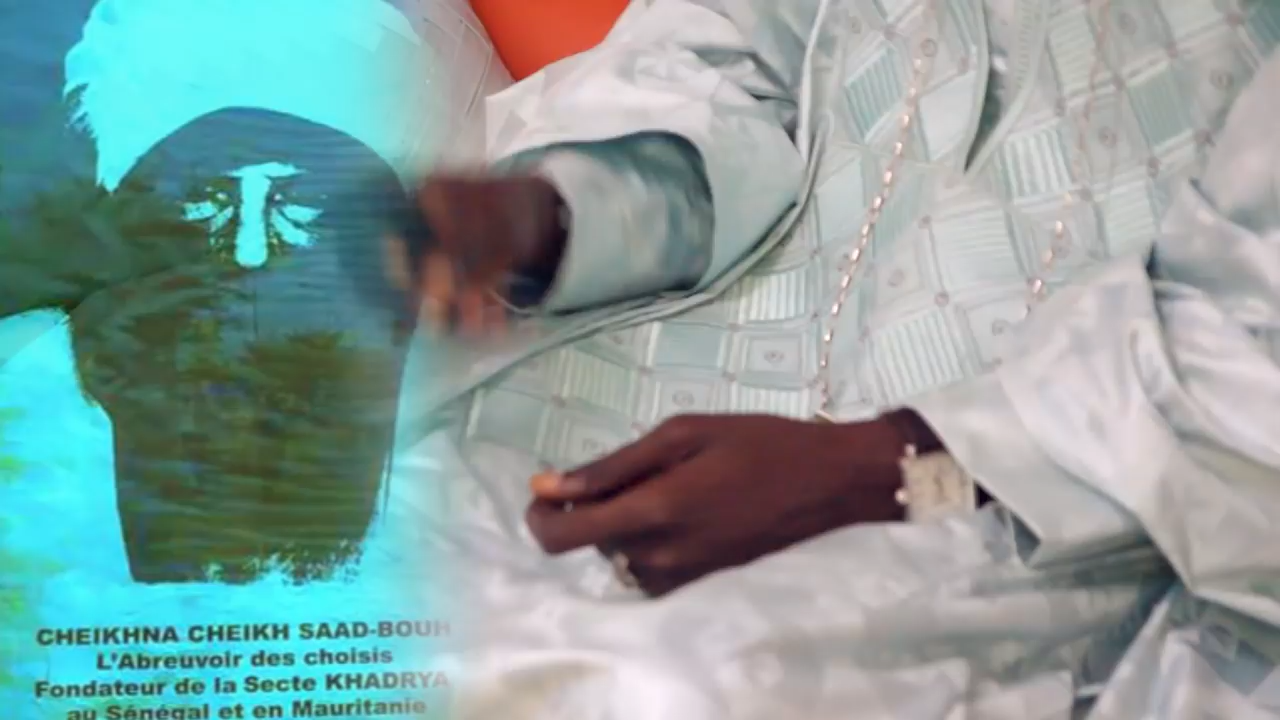 CHEIKHNA CHEIKH SAAD-BOUH
L'Abreuvoir des choisis
Fondateur de la Secte KHADRYA
au Sénégal et en Mauritanie